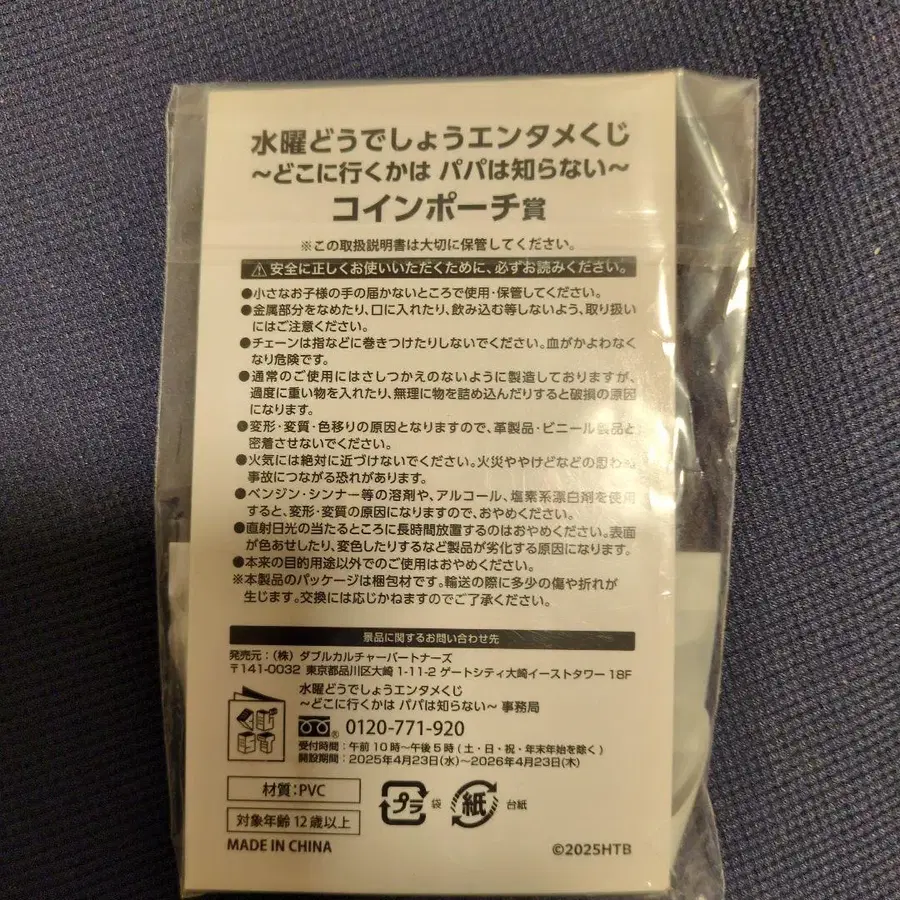 水曜どうでしょうエンタメくじ
～どこに行くかは パパは知らない～
コインポーチ賞
※この取扱説明書は大切に保管してください。
⚠安全に正しくお使いいただくために、必ずお読みください。
●小さなお子様の手の届かないところで使用・保管してください。
●金属部分をなめたり、口に入れたり、飲み込む等しないよう、取り扱い
にはご注意ください。
●チェーンは指などに巻きつけたりしないでください。血がかよわなく
なり危険です。
●通常のご使用にはさしつかえのないように製造しておりますが、
過度に重い物を入れたり、無理に物を詰め込んだりすると破損の原因
になります。
●変形・変質・色移りの原因となりますので、革製品・ビニール製品と
密着させないでください。
●火気には絶対に近づけないでください。火災ややけどなどの思わぬ
事故につながる恐れがあります。
●ベンジン・シンナー等の溶剤や、アルコール、塩素系漂白剤を使用
すると、変形・変質の原因になりますので、おやめください。
●直射日光の当たるところに長時間放置するのはおやめください。表面
が色あせしたり、変色したりするなど製品が劣化する原因になります。
●本来の目的用途以外でのご使用はおやめください。
※本製品のパッケージは梱包材です。輸送の際に多少の傷や折れが
生じます。交換には応じかねますのでご了承ください。
景品に関するお問い合わせ先
発売元：（株）ダブルカルチャーパートナーズ
〒141-0032 東京都品川区大崎 1-11-2 ゲートシティ大崎イーストタワー 18F
水曜どうでしょうエンタメくじ
～どこに行くかは パパは知らない～ 事務局
0120-771-920
受付時間：午前 10 時～午後 5 時（土・日・祝・年末年始を除く）
開設期間：2025年4月23日(水)～2026年4月23日(木)
材質：PVC
プラ 袋 紙 台紙
対象年齢 12歳以上
MADE IN CHINA
©2025HTB